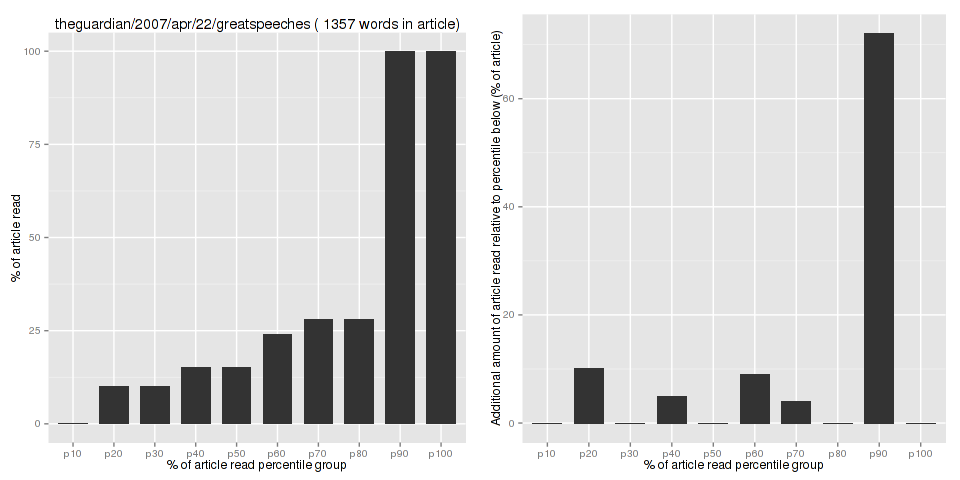 theguardian/2007/apr/22/greatspeeches ( 1357 words in article)
% of article read
100
75
50
25
0
p10 p20 p30 p40 p50 p60 p70 p80 p90 p100
% of article read percentile group
Additional amount of article read relative to percentile below (% of article)
60
40
20
0
p10 p20 p30 p40 p50 p60 p70 p80 p90 p100
% of article read percentile group